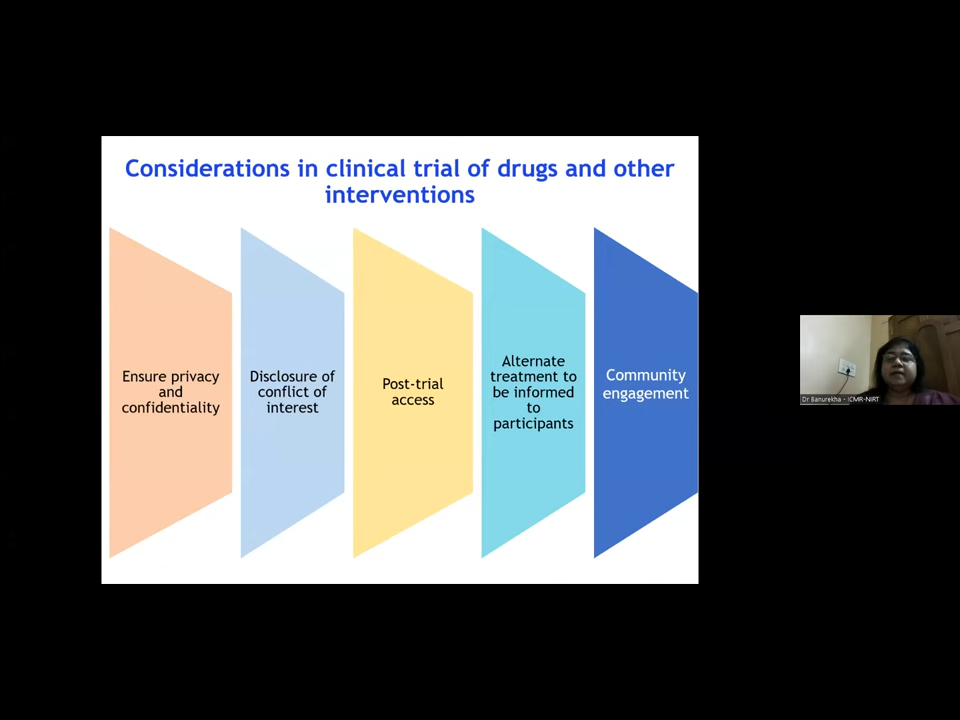 Considerations in clinical trial of drugs and other
interventions
Ensure privacy
and
confidentiality
Disclosure of
conflict of
interest
Post-trial
access
Alternate
treatment to
be informed
to
participants
Community
engagement
Dr Banurekha - ICMR-NIRT